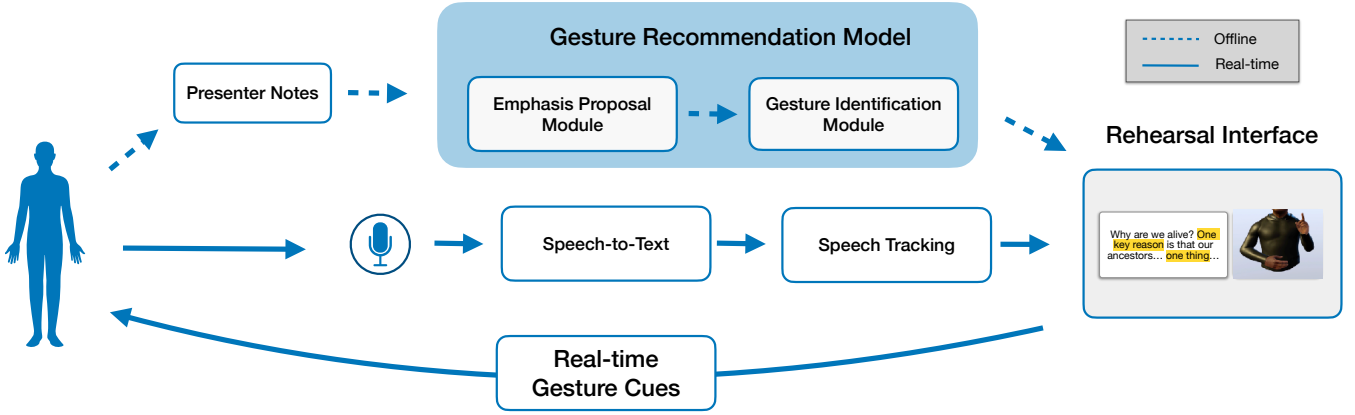 Gesture Recommendation Model
Offline
Real-time
Presenter Notes
Emphasis Proposal
Module
Gesture Identification
Module
Rehearsal Interface
Speech-to-Text
Speech Tracking
Why are we alive? One
key reason is that our
ancestors... one thing...
Real-time
Gesture Cues